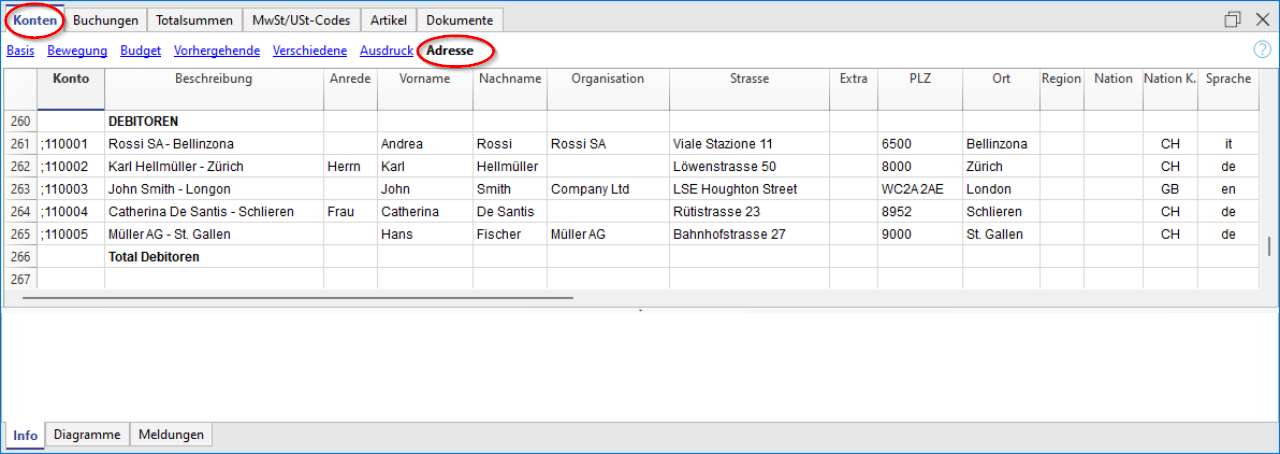 Konten Buchungen Totalsummen MwSt/USt-Codes Artikel Dokumente
Basis Bewegung Budget Vorhergehende Verschiedene Ausdruck Adresse ?
Konto Beschreibung Anrede Vorname Nachname Organisation Strasse Extra PLZ Ort Region Nation Nation K. Sprache
260 DEBITOREN
261 ;110001 Rossi SA - Bellinzona Andrea Rossi Rossi SA Viale Stazione 11 6500 Bellinzona CH it
262 ;110002 Karl Hellmüller - Zürich Herrn Karl Hellmüller Löwenstrasse 50 8000 Zürich CH de
263 ;110003 John Smith - Longon John Smith Company Ltd LSE Houghton Street WC2A 2AE London GB en
264 ;110004 Catherina De Santis - Schlieren Frau Catherina De Santis Rütistrasse 23 8952 Schlieren CH de
265 ;110005 Müller AG - St. Gallen Hans Fischer Müller AG Bahnhofstrasse 27 9000 St. Gallen CH de
266 Total Debitoren
267
Info Diagramme Meldungen